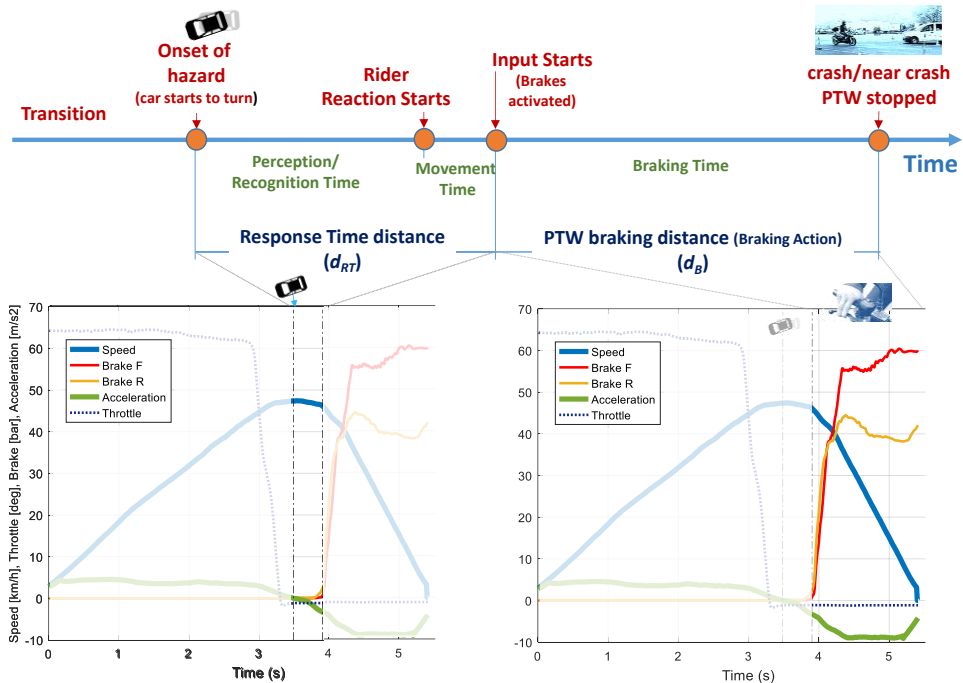 Onset of
hazard
(car starts to turn)
Transition
Rider
Reaction Starts
Input Starts
(Brakes
activated)
crash/near crash
PTW stopped
Time
Perception/
Recognition Time
Movement
Time
Braking Time
Response Time distance
(dRT)
PTW braking distance (Braking Action)
(dB)
Speed [km/h], Throttle [deg], Brake [bar], Acceleration [m/s2]
70
60
50
40
30
20
10
0
-10
Speed
Brake F
Brake R
Acceleration
Throttle
0
1
2
3
4
5
Time (s)
70
60
50
40
30
20
10
0
-10
Speed
Brake F
Brake R
Acceleration
Throttle
0
1
2
3
4
5
Time (s)